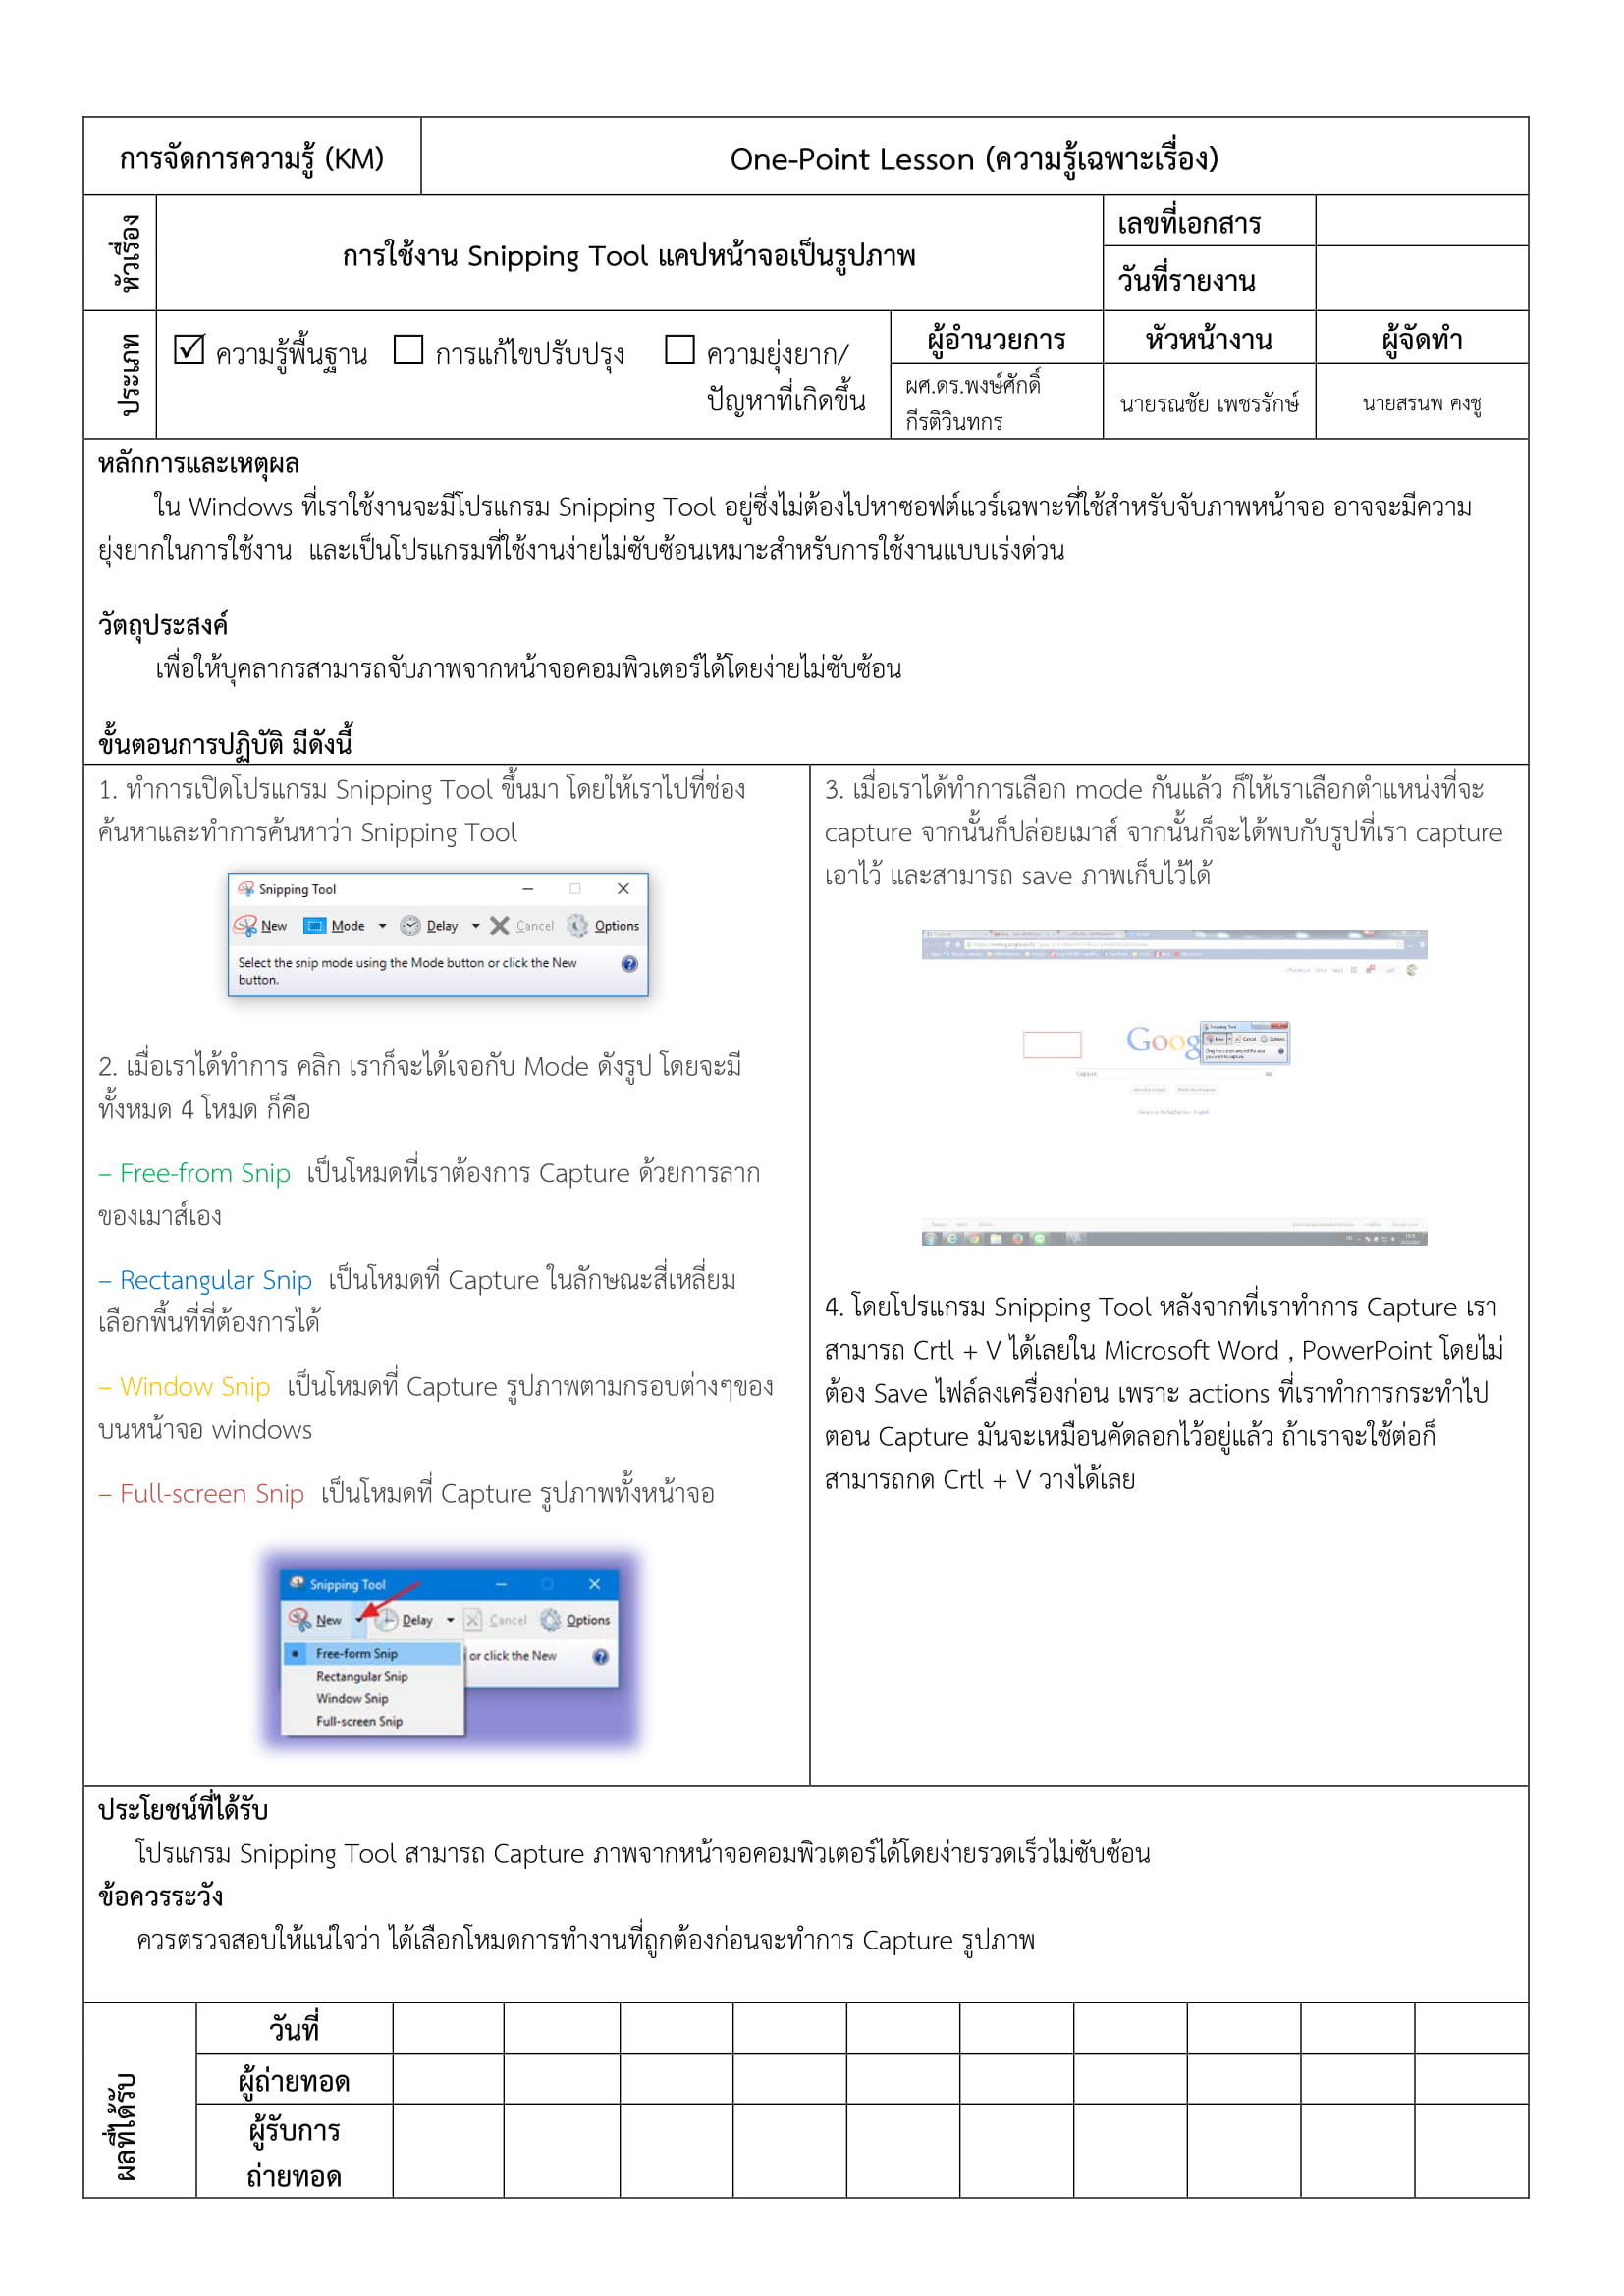 การจัดการความรู้ (KM)
One-Point Lesson (ความรู้เฉพาะเรื่อง)
หัวเรื่อง
การใช้งาน Snipping Tool แคปหน้าจอเป็นรูปภาพ
เลขที่เอกสาร
วันที่รายงาน
ประเภท
ความรู้พื้นฐาน
การแก้ไขปรับปรุง
ความยุ่งยาก/
ปัญหาที่เกิดขึ้น
ผู้อำนวยการ
หัวหน้างาน
ผู้จัดทำ
ผศ.ดร.พงษ์ศักดิ์
กีรติวินทกร
นายรณชัย เพชรรักษ์
นายสรนพ คงชู
หลักการและเหตุผล
ใน Windows ที่เราใช้งานจะมีโปรแกรม Snipping Tool อยู่ซึ่งไม่ต้องไปหาซอฟต์แวร์เฉพาะที่ใช้สำหรับจับภาพหน้าจอ อาจจะมีความ
ยุ่งยากในการใช้งาน และเป็นโปรแกรมที่ใช้งานง่ายไม่ซับซ้อนเหมาะสำหรับการใช้งานแบบเร่งด่วน
วัตถุประสงค์
เพื่อให้บุคลากรสามารถจับภาพจากหน้าจอคอมพิวเตอร์ได้โดยง่ายไม่ซับซ้อน
ขั้นตอนการปฏิบัติ มีดังนี้
1. ทำการเปิดโปรแกรม Snipping Tool ขึ้นมา โดยให้เราไปที่ช่อง
ค้นหาและทำการค้นหาว่า Snipping Tool
Snipping Tool
New Mode Delay Cancel Options
Select the snip mode using the Mode button or click the New
button.
2. เมื่อเราได้ทำการ คลิก เราก็จะได้เจอกับ Mode ดังรูป โดยจะมี
ทั้งหมด 4 โหมด ก็คือ
– Free-from Snip เป็นโหมดที่เราต้องการ Capture ด้วยการลาก
ของเมาส์เอง
– Rectangular Snip เป็นโหมดที่ Capture ในลักษณะสี่เหลี่ยม
เลือกพื้นที่ที่ต้องการได้
– Window Snip เป็นโหมดที่ Capture รูปภาพตามกรอบต่างๆของ
บนหน้าจอ windows
– Full-screen Snip เป็นโหมดที่ Capture รูปภาพทั้งหน้าจอ
Snipping Tool
New Delay Cancel Options
Free-form Snip
or click the New
Rectangular Snip
Window Snip
Full-screen Snip
3. เมื่อเราได้ทำการเลือก mode กันแล้ว ก็ให้เราเลือกตำแหน่งที่จะ
capture จากนั้นก็ปล่อยเมาส์ จากนั้นก็จะได้พบกับรูปที่เรา capture
เอาไว้ และสามารถ save ภาพเก็บไว้ได้
Goog
Snipping Tool
New Cancel Options
Drag the cursor around the area
you want to capture.
Capture
4. โดยโปรแกรม Snipping Tool หลังจากที่เราทำการ Capture เรา
สามารถ Crtl + V ได้เลยใน Microsoft Word , PowerPoint โดยไม่
ต้อง Save ไฟล์ลงเครื่องก่อน เพราะ actions ที่เราทำการกระทำไป
ตอน Capture มันจะเหมือนคัดลอกไว้อยู่แล้ว ถ้าเราจะใช้ต่อก็
สามารถกด Crtl + V วางได้เลย
ประโยชน์ที่ได้รับ
โปรแกรม Snipping Tool สามารถ Capture ภาพจากหน้าจอคอมพิวเตอร์ได้โดยง่ายรวดเร็วไม่ซับซ้อน
ข้อควรระวัง
ควรตรวจสอบให้แน่ใจว่า ได้เลือกโหมดการทำงานที่ถูกต้องก่อนจะทำการ Capture รูปภาพ
ผลที่ได้รับ
วันที่
ผู้ถ่ายทอด
ผู้รับการ
ถ่ายทอด